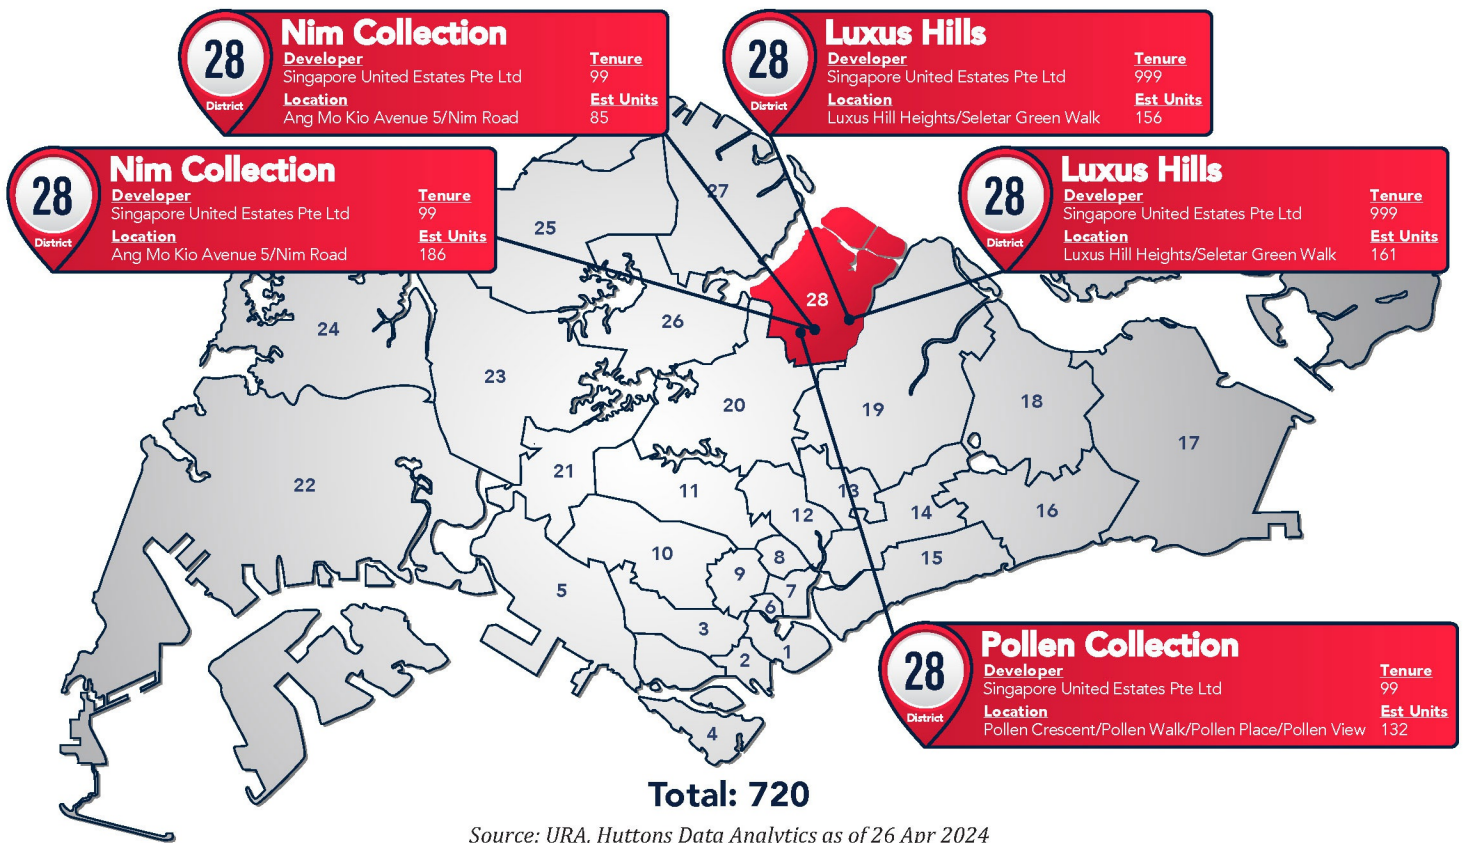 28
District
Nim Collection
Developer
Tenure
Singapore United Estates Pte Ltd
99
Location
Est Units
Ang Mo Kio Avenue 5/Nim Road
85
28
District
Luxus Hills
Developer
Tenure
Singapore United Estates Pte Ltd
999
Location
Est Units
Luxus Hill Heights/Seletar Green Walk
156
28
District
Nim Collection
Developer
Tenure
Singapore United Estates Pte Ltd
99
Location
Est Units
Ang Mo Kio Avenue 5/Nim Road
186
28
District
Luxus Hills
Developer
Tenure
Singapore United Estates Pte Ltd
999
Location
Est Units
Luxus Hill Heights/Seletar Green Walk
161
27
25
28
26
24
23
20
19
18
17
21
22
11
13
12
14
16
10
8
15
9
5
7
6
3
1
2
4
28
District
Pollen Collection
Developer
Tenure
Singapore United Estates Pte Ltd
99
Location
Est Units
Pollen Crescent/Pollen Walk/Pollen Place/Pollen View
132
Total: 720
Source: URA, Huttons Data Analytics as of 26 Apr 2024